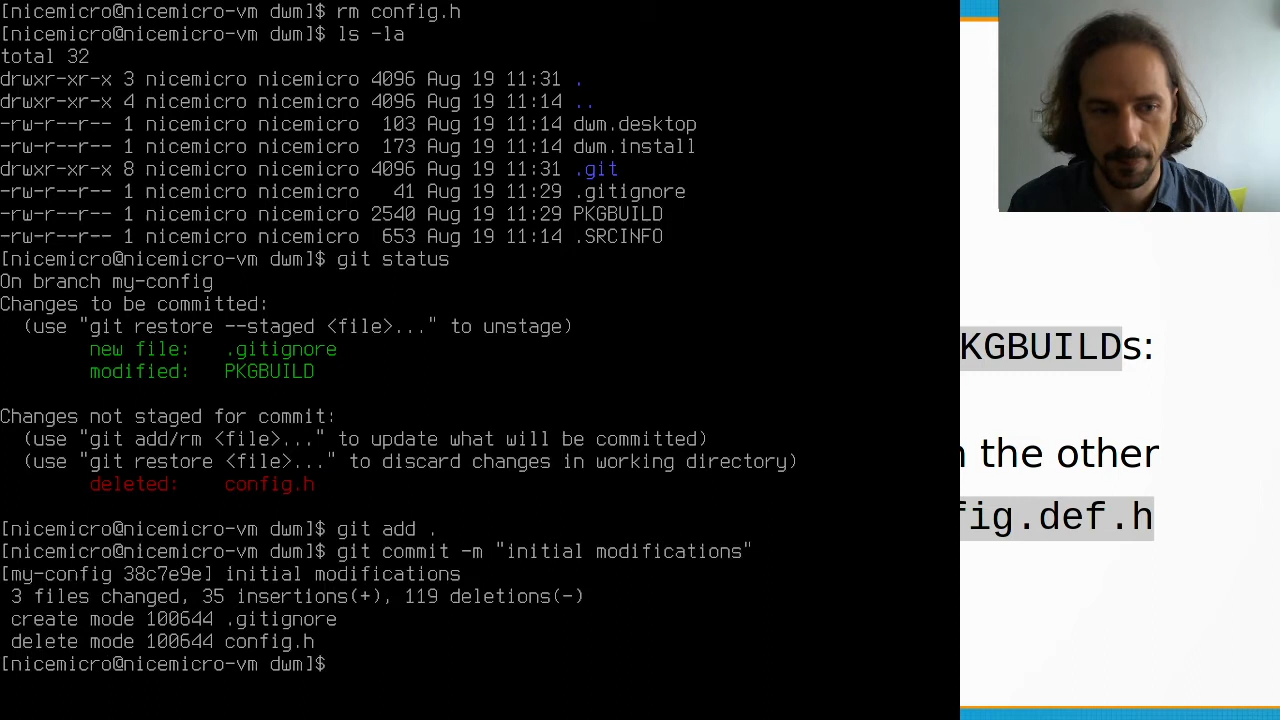 [nicemicro@nicemicro-vm dwm]$ rm config.h
[nicemicro@nicemicro-vm dwm]$ ls -la
total 32
drwxr-xr-x 3 nicemicro nicemicro 4096 Aug 19 11:31 .
drwxr-xr-x 4 nicemicro nicemicro 4096 Aug 19 11:14 ..
-rw-r--r-- 1 nicemicro nicemicro  103 Aug 19 11:14 dwm.desktop
-rw-r--r-- 1 nicemicro nicemicro  173 Aug 19 11:14 dwm.install
drwxr-xr-x 8 nicemicro nicemicro 4096 Aug 19 11:31 .git
-rw-r--r-- 1 nicemicro nicemicro   41 Aug 19 11:29 .gitignore
-rw-r--r-- 1 nicemicro nicemicro 2540 Aug 19 11:29 PKGBUILD
-rw-r--r-- 1 nicemicro nicemicro  653 Aug 19 11:14 .SRCINFO
[nicemicro@nicemicro-vm dwm]$ git status
On branch my-config
Changes to be committed:
  (use "git restore --staged <file>..." to unstage)
        new file:   .gitignore
        modified:   PKGBUILD

Changes not staged for commit:
  (use "git add/rm <file>..." to update what will be committed)
  (use "git restore <file>..." to discard changes in working directory)
        deleted:    config.h

[nicemicro@nicemicro-vm dwm]$ git add .
[nicemicro@nicemicro-vm dwm]$ git commit -m "initial modifications"
[my-config 38c7e9e] initial modifications
 3 files changed, 35 insertions(+), 119 deletions(-)
 create mode 100644 .gitignore
 delete mode 100644 config.h
[nicemicro@nicemicro-vm dwm]$
KGBUILDs:
the other
fig.def.h